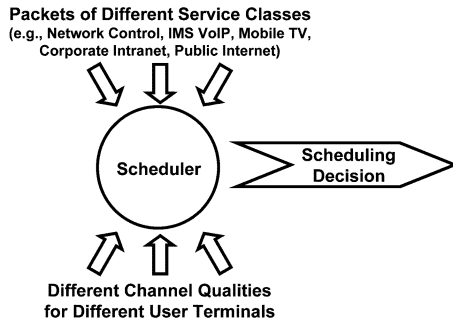 Packets of Different Service Classes
(e.g., Network Control, IMS VoIP, Mobile TV,
Corporate Intranet, Public Internet)
Scheduler
Scheduling
Decision
Different Channel Qualities
for Different User Terminals